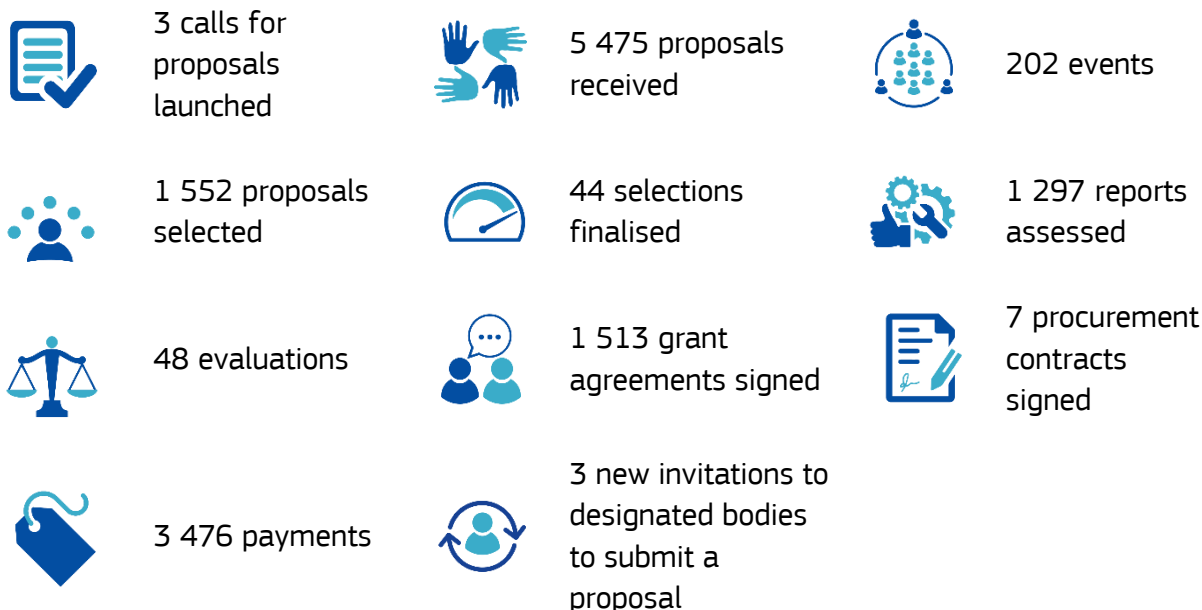 3 calls for
proposals
launched
5 475 proposals
received
202 events
1 552 proposals
selected
44 selections
finalised
1 297 reports
assessed
48 evaluations
1 513 grant
agreements signed
7 procurement
contracts
signed
3 476 payments
3 new invitations to
designated bodies
to submit a
proposal